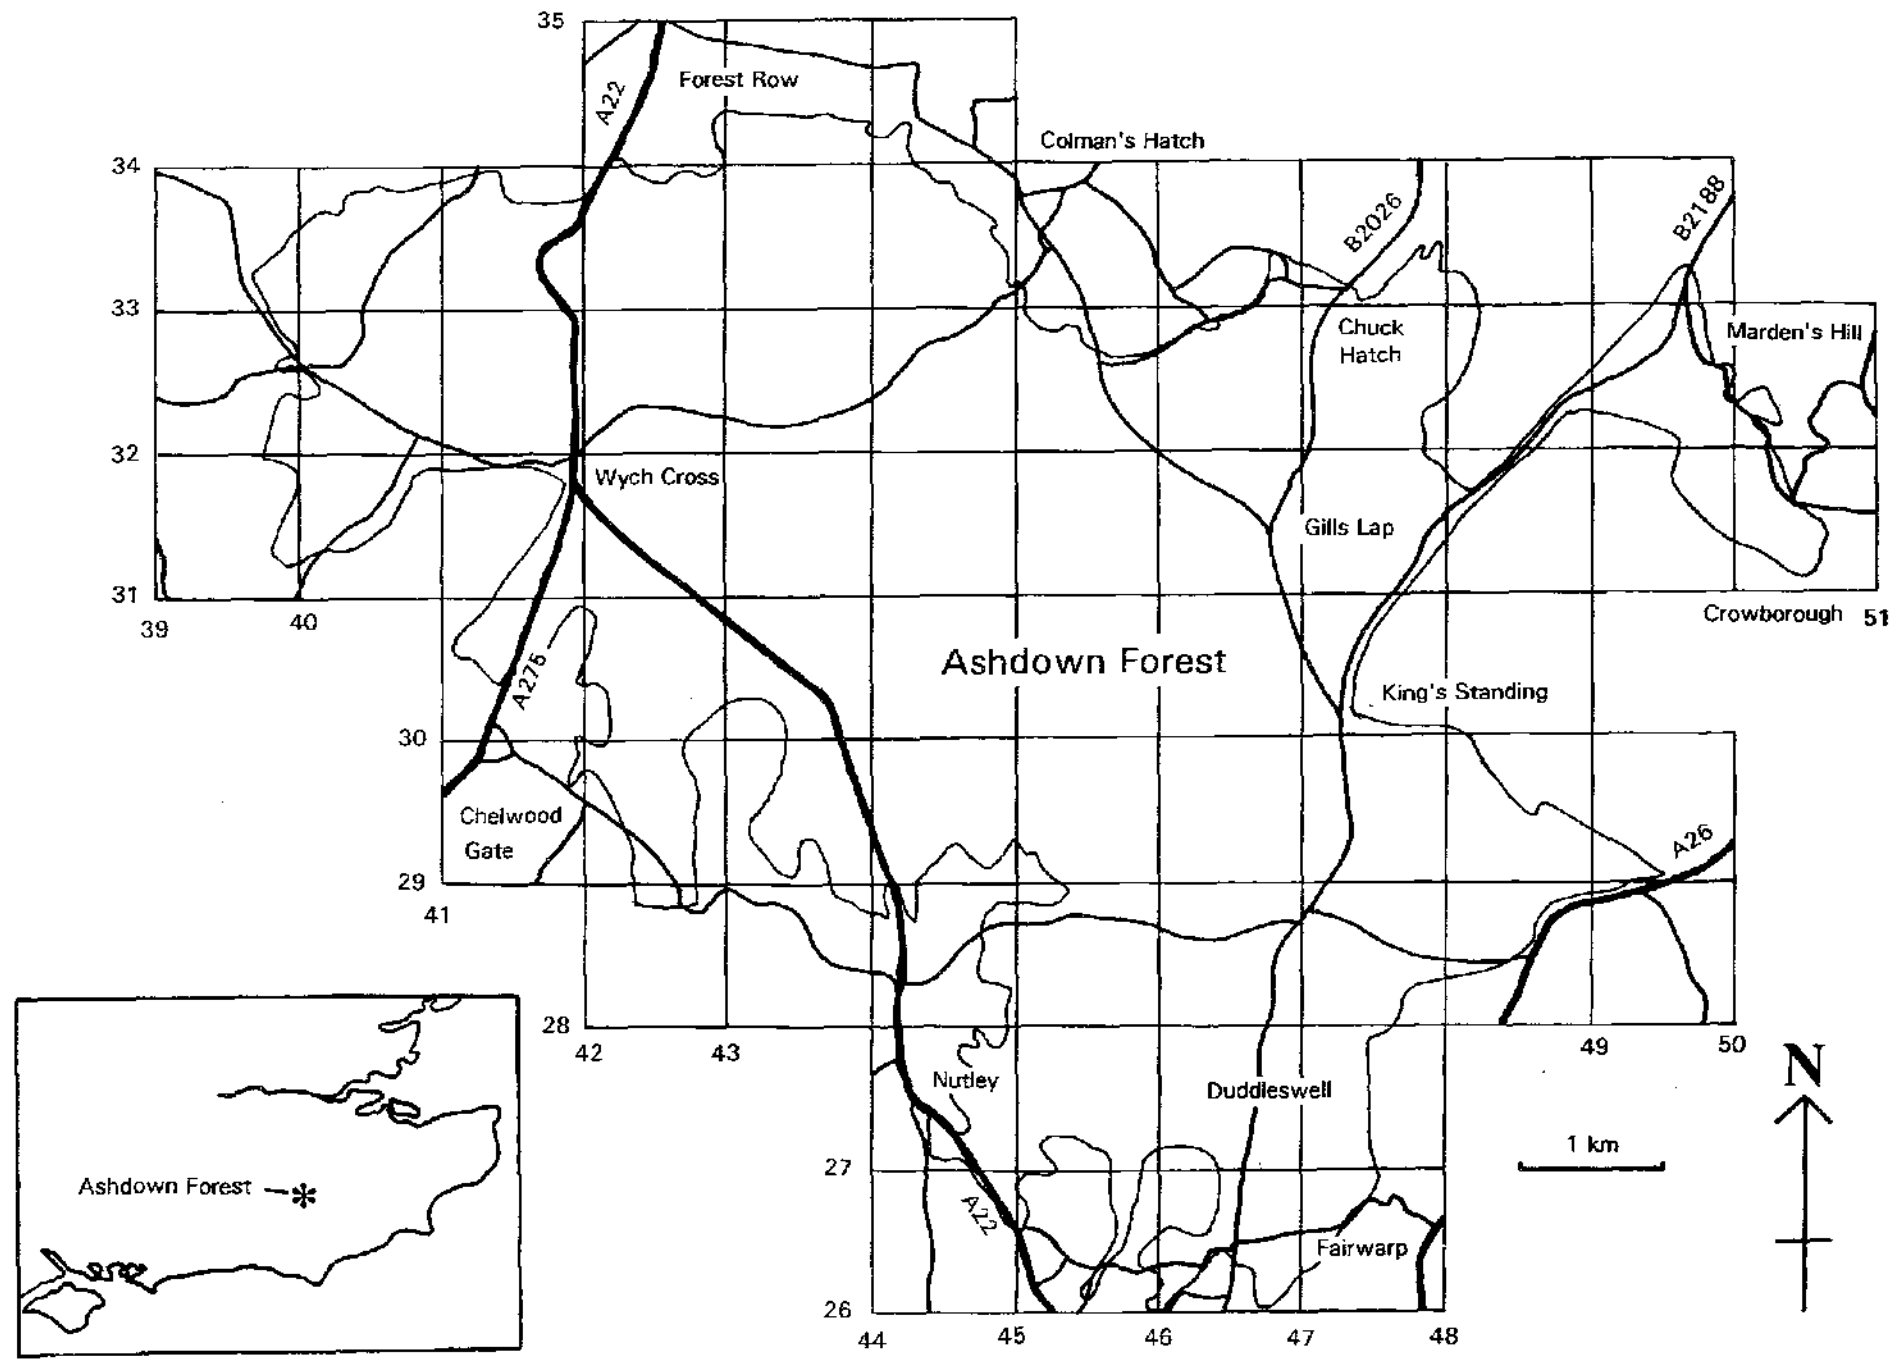 35
Forest Row
A22
Colman's Hatch
34
B2026
B2188
33
Chuck
Hatch
Marden's Hill
32
Wych Cross
Gills Lap
31
39
40
Crowborough
51
Ashdown Forest
A275
King's Standing
30
Chelwood
Gate
A26
29
41
28
42
43
49
50
N
Nutley
Duddleswell
1 km
27
Ashdown Forest
A22
Fairwarp
26
44
45
46
47
48